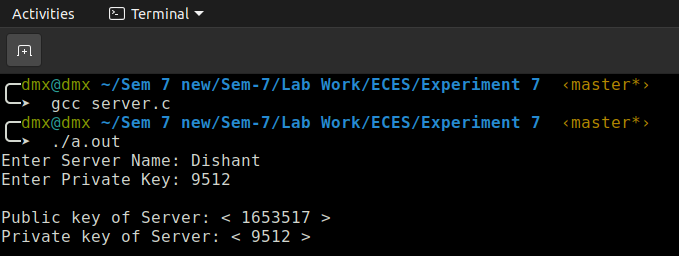 Activities Terminal
dmx@dmx ~/Sem 7 new/Sem-7/Lab Work/ECES/Experiment 7 ‹master*›
➤ gcc server.c
dmx@dmx ~/Sem 7 new/Sem-7/Lab Work/ECES/Experiment 7 ‹master*›
➤ ./a.out
Enter Server Name: Dishant
Enter Private Key: 9512
Public key of Server: < 1653517 >
Private key of Server: < 9512 >